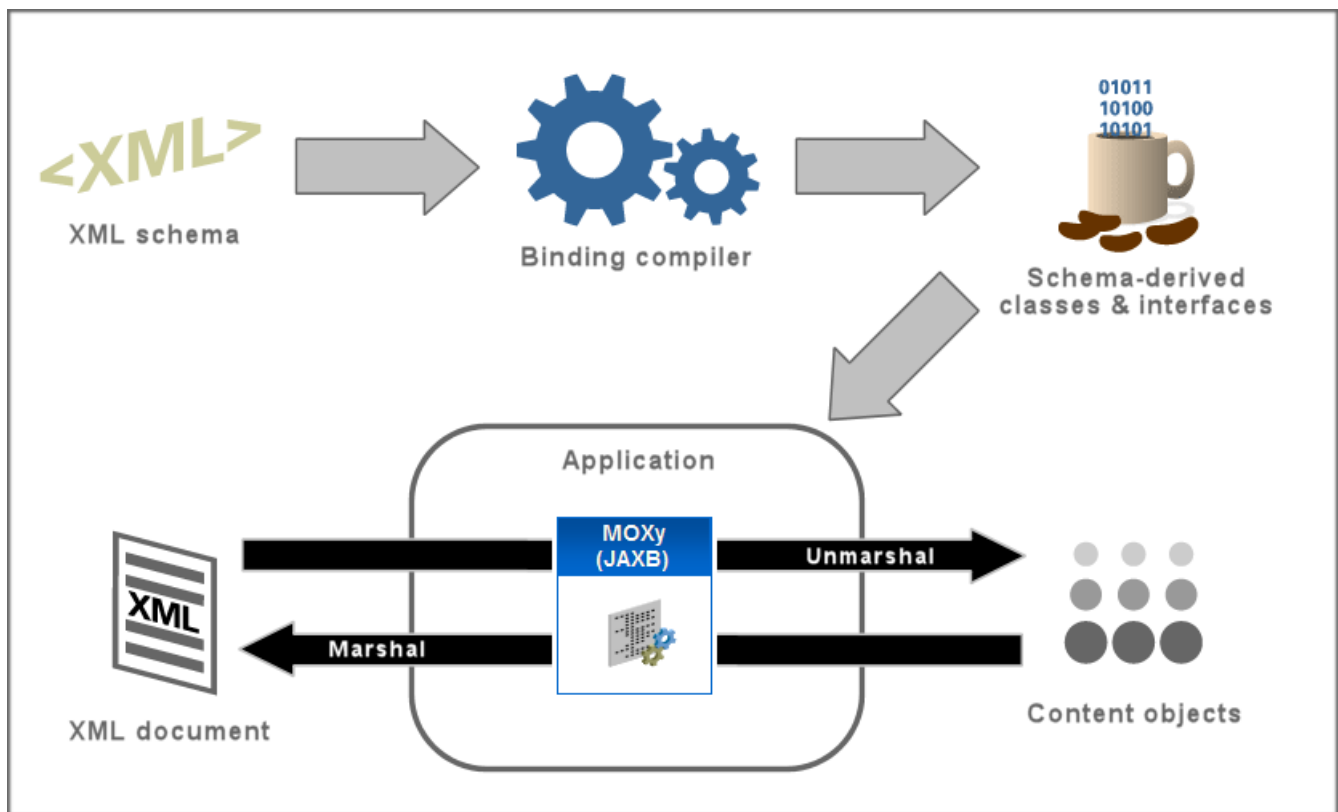 <XML>
XML schema
Binding compiler
01011
10100
10101
Schema-derived
classes & interfaces
Application
MOXy
(JAXB)
Unmarshal
XML
Marshal
XML document
Content objects